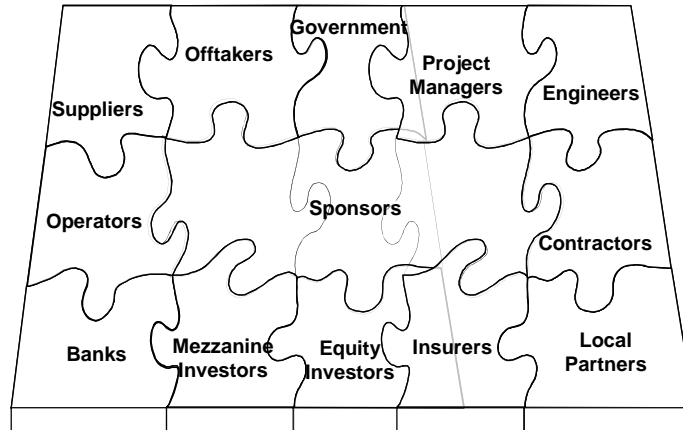 Government
Offtakers
Project
Managers
Suppliers
Engineers
Operators
Sponsors
Contractors
Banks
Mezzanine
Investors
Equity
Investors
Insurers
Local
Partners